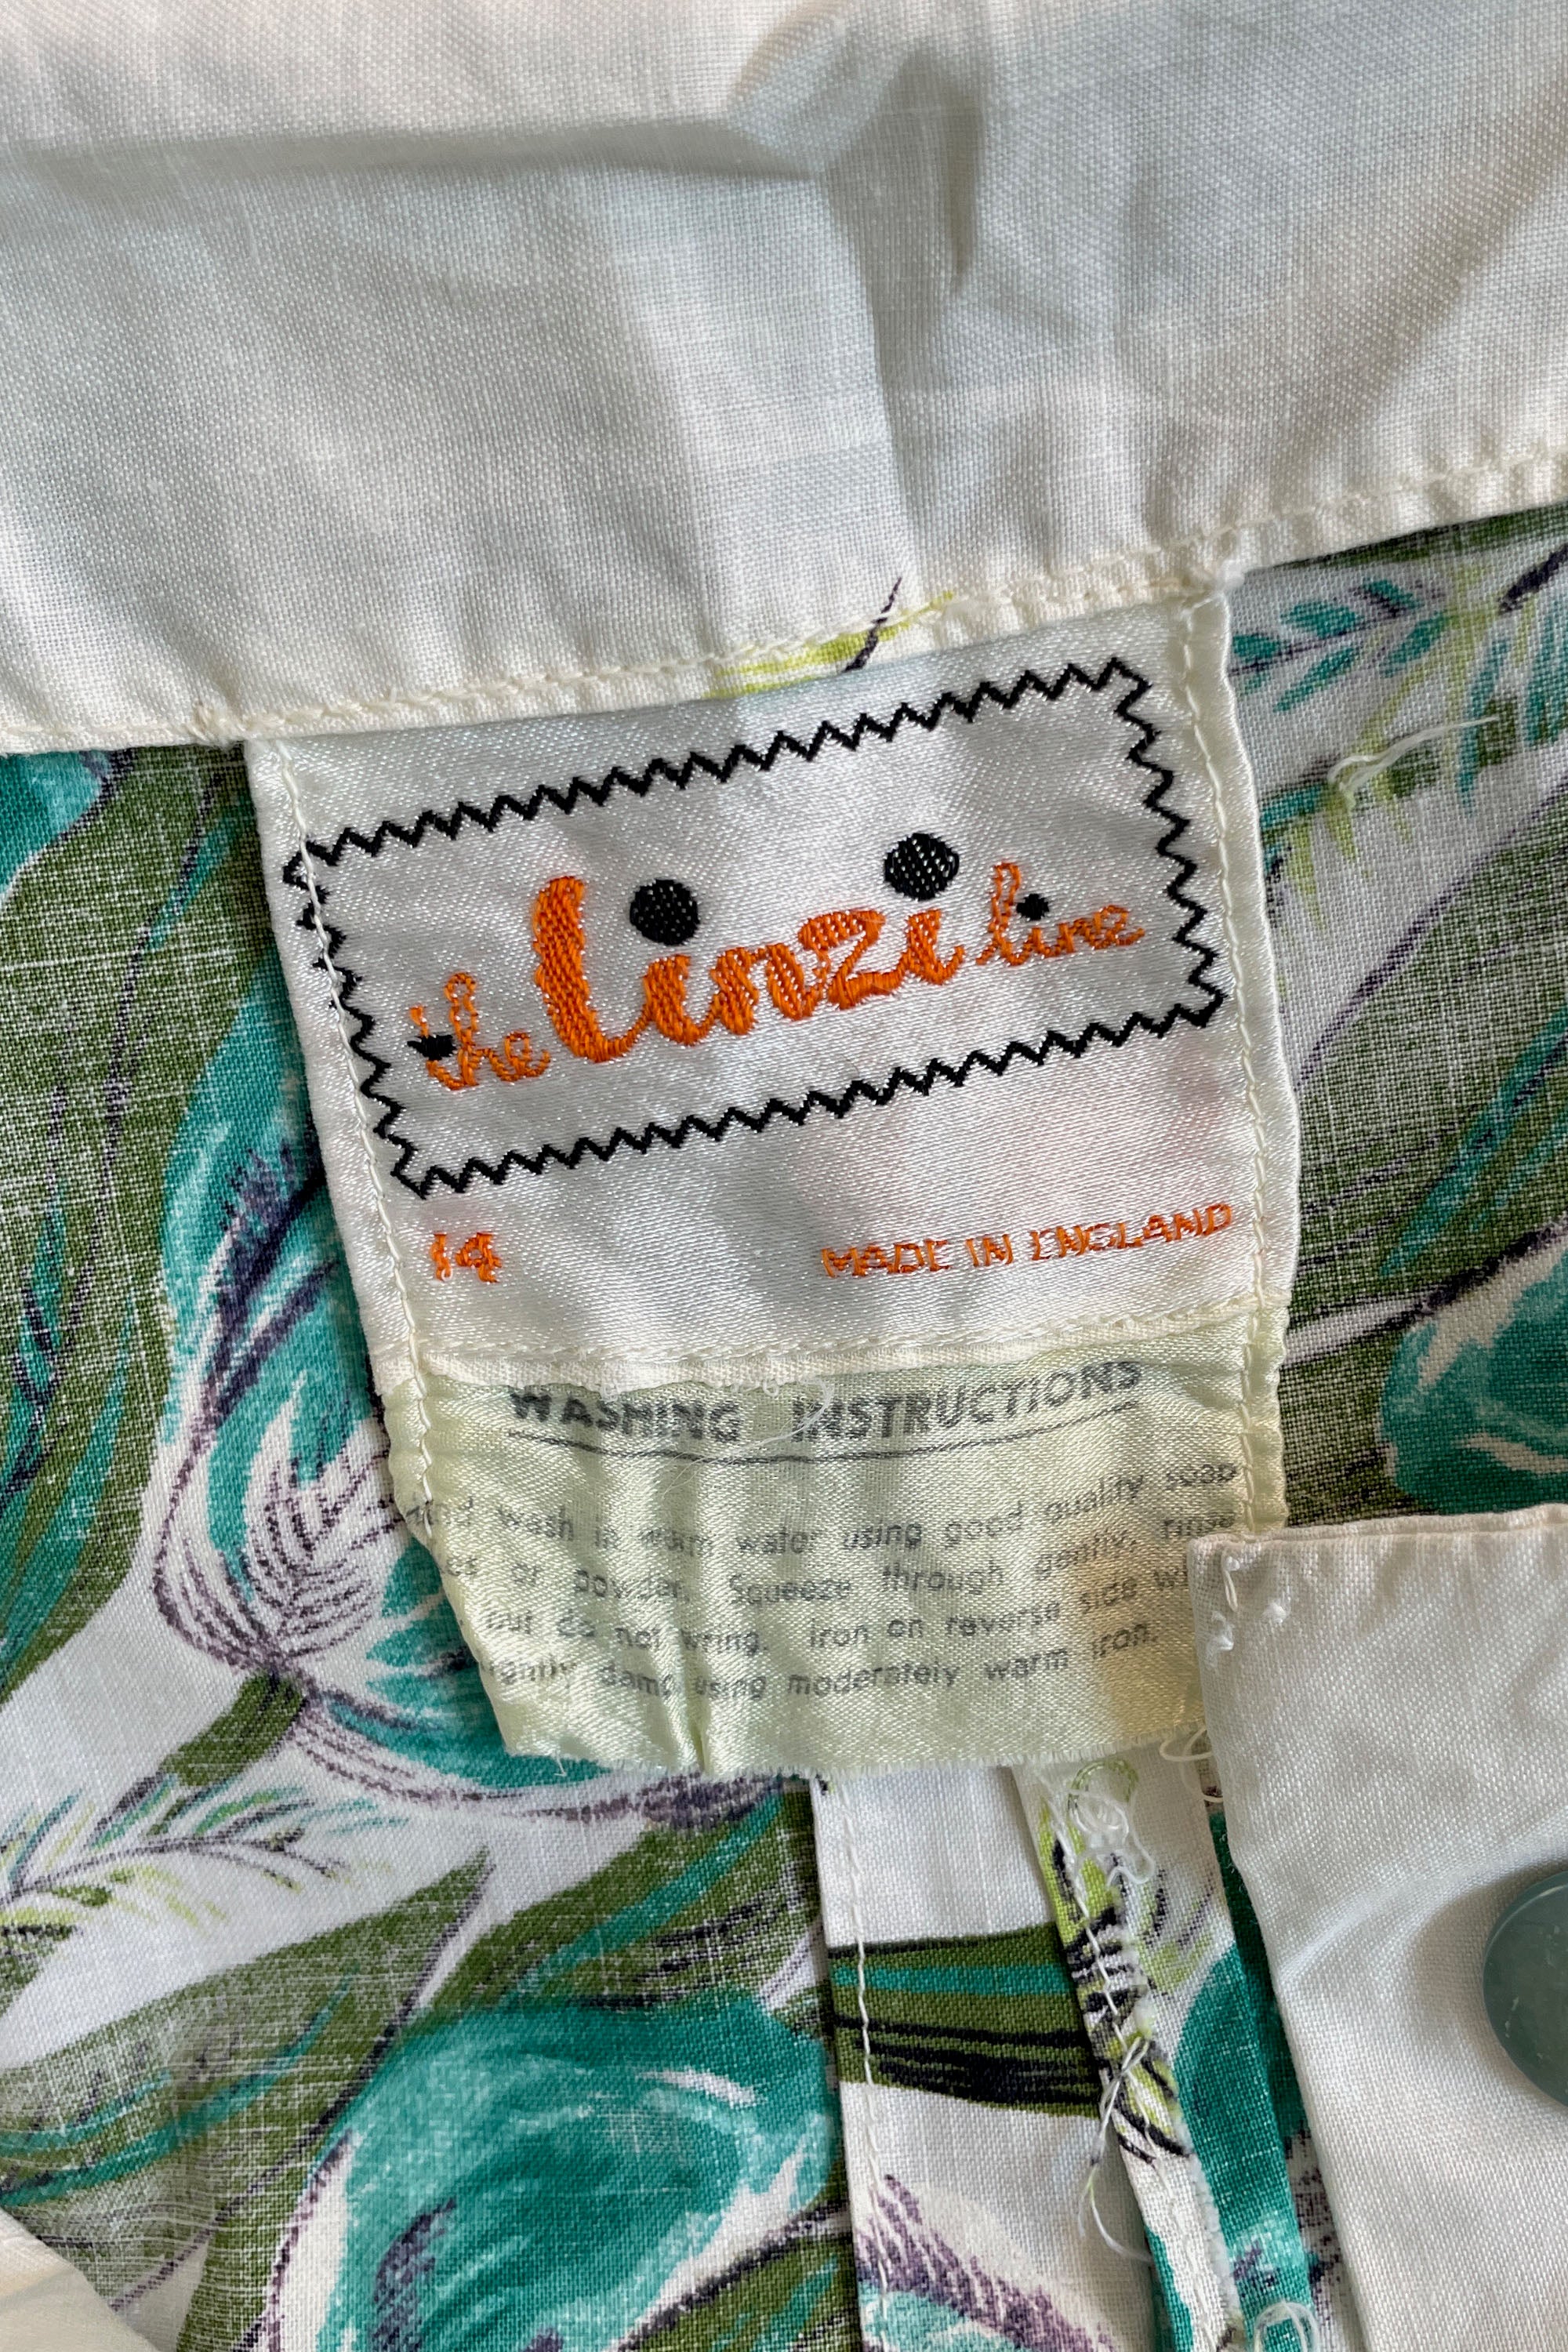 the linzi line
14 MADE IN ENGLAND
WASHING INSTRUCTIONS
wash in warm water using good quality soap
or powder. Squeeze through gently, rinse
but do not wring. Iron on reverse side
damp using moderately warm iron.